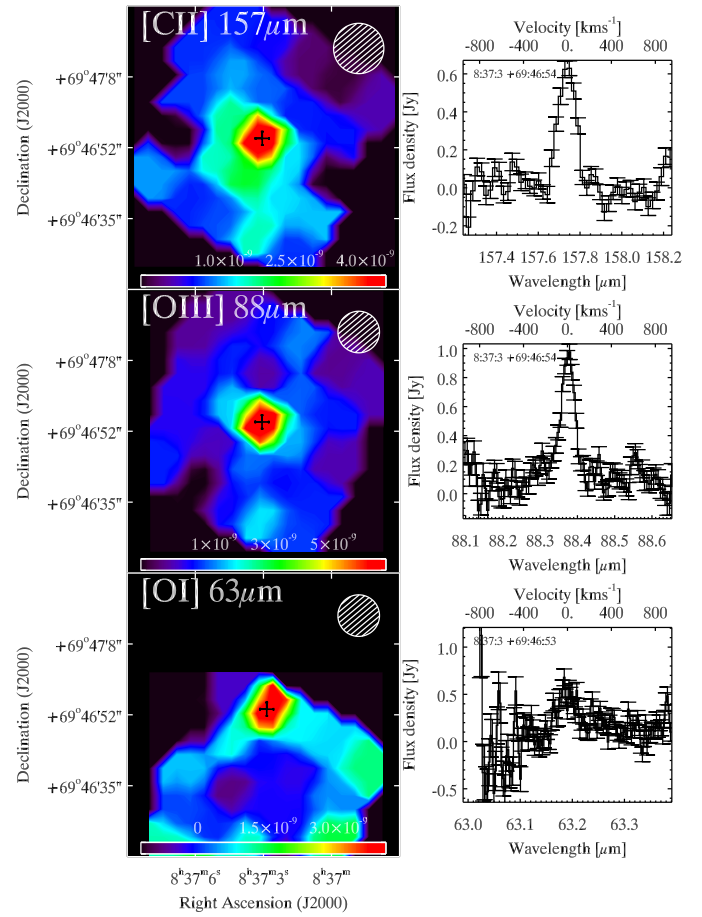 [CII] 157μm
Declination (J2000)
+69°47'8"
+69°46'52"
+69°46'35"
1.0×10⁻⁹ 2.5×10⁻⁹ 4.0×10⁻⁹
Velocity [kms⁻¹]
-800 -400 0. 400 800
8:37:3 +69:46:54
Flux density [Jy]
0.6
0.4
0.2
0.0
-0.2
157.4 157.6 157.8 158.0 158.2
Wavelength [μm]
[OIII] 88μm
Declination (J2000)
+69°47'8"
+69°46'52"
+69°46'35"
1×10⁻⁹ 3×10⁻⁹ 5×10⁻⁹
Velocity [kms⁻¹]
-800 -400 0. 400 800
8:37:3 +69:46:54
Flux density [Jy]
1.0
0.8
0.6
0.4
0.2
0.0
88.1 88.2 88.3 88.4 88.5 88.6
Wavelength [μm]
[OI] 63μm
Declination (J2000)
+69°47'8"
+69°46'52"
+69°46'35"
0 1.5×10⁻⁹ 3.0×10⁻⁹
8ʰ37ᵐ6ˢ 8ʰ37ᵐ3ˢ 8ʰ37ᵐ
Right Ascension (J2000)
Velocity [kms⁻¹]
-800 -400 0. 400 800
8:37:3 +69:46:53
Flux density [Jy]
1.0
0.5
0.0
-0.5
63.0 63.1 63.2 63.3
Wavelength [μm]